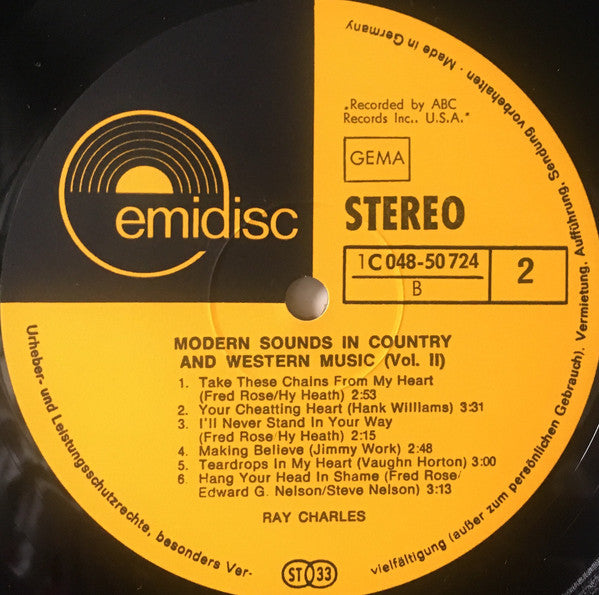 emidisc
„Recorded by ABC
Records Inc.. U.S.A."
GEMA
STEREO
1C 048-50 724
B
2
MODERN SOUNDS IN COUNTRY
AND WESTERN MUSIC (Vol. II)
1. Take These Chains From My Heart
(Fred Rose/Hy Heath) 2:53
2. Your Cheatting Heart (Hank Williams) 3:31
3. I'll Never Stand In Your Way
(Fred Rose/Hy Heath) 2:15
4. Making Believe (Jimmy Work) 2:48
5. Teardrops In My Heart (Vaughn Horton) 3:00
6. Hang Your Head In Shame (Fred Rose/
Edward G. Nelson/Steve Nelson) 3:13
RAY CHARLES
ST 33
Urheber- und Leistungsschutzrechte, besonders Ver-
vielfältigung (außer zum persönlichen Gebrauch). Vermietung. Aufführung, Sendung vorbehalten · Made in Germany